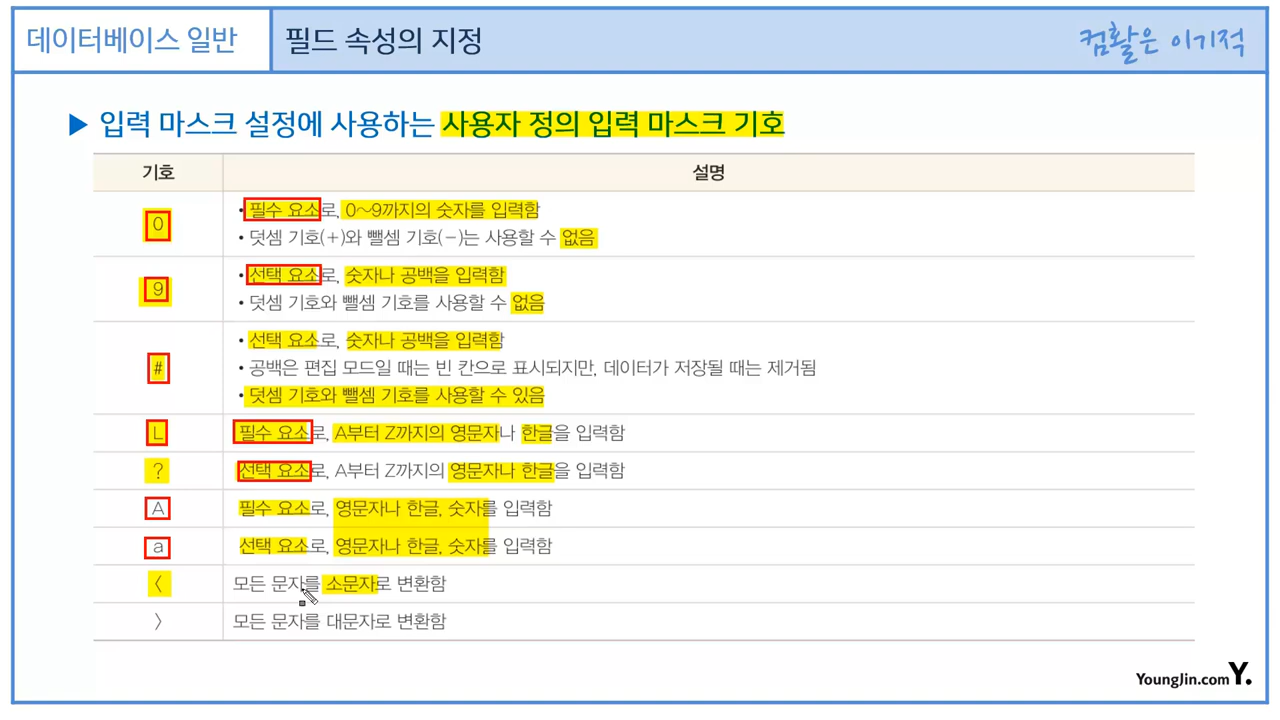 데이터베이스 일반
필드 속성의 지정
컴활은 이기적
▶ 입력 마스크 설정에 사용하는 사용자 정의 입력 마스크 기호
기호 설명
0
• 필수 요소로, 0~9까지의 숫자를 입력함
• 덧셈 기호(+)와 뺄셈 기호(-)는 사용할 수 없음
9
• 선택 요소로, 숫자나 공백을 입력함
• 덧셈 기호와 뺄셈 기호를 사용할 수 없음
#
• 선택 요소로, 숫자나 공백을 입력함
• 공백은 편집 모드일 때는 빈 칸으로 표시되지만, 데이터가 저장될 때는 제거됨
• 덧셈 기호와 뺄셈 기호를 사용할 수 있음
L 필수 요소로, A부터 Z까지의 영문자나 한글을 입력함
? 선택 요소로, A부터 Z까지의 영문자나 한글을 입력함
A 필수 요소로, 영문자나 한글, 숫자를 입력함
a 선택 요소로, 영문자나 한글, 숫자를 입력함
〈 모든 문자를 소문자로 변환함
〉 모든 문자를 대문자로 변환함
YoungJin.com Y.